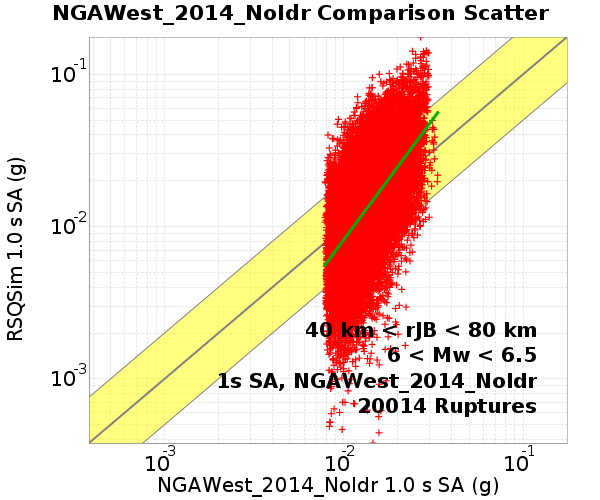 NGAWest_2014_NoIdr Comparison Scatter
10-1
10-2
10-3
RSQSim 1.0 s SA (g)
40 km < rJB < 80 km
6 < Mw < 6.5
1s SA, NGAWest_2014_NoIdr
20014 Ruptures
10-3 10-2 10-1
NGAWest_2014_NoIdr 1.0 s SA (g)